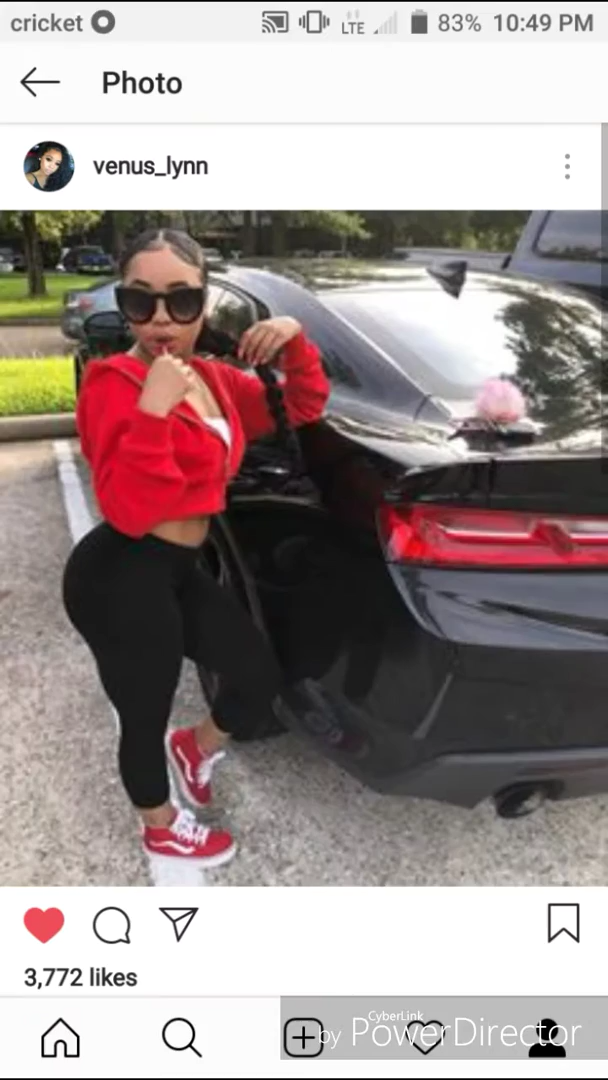 cricket LTE 83% 10:49 PM
Photo
venus_lynn
3,772 likes
CyberLink
by PowerDirector